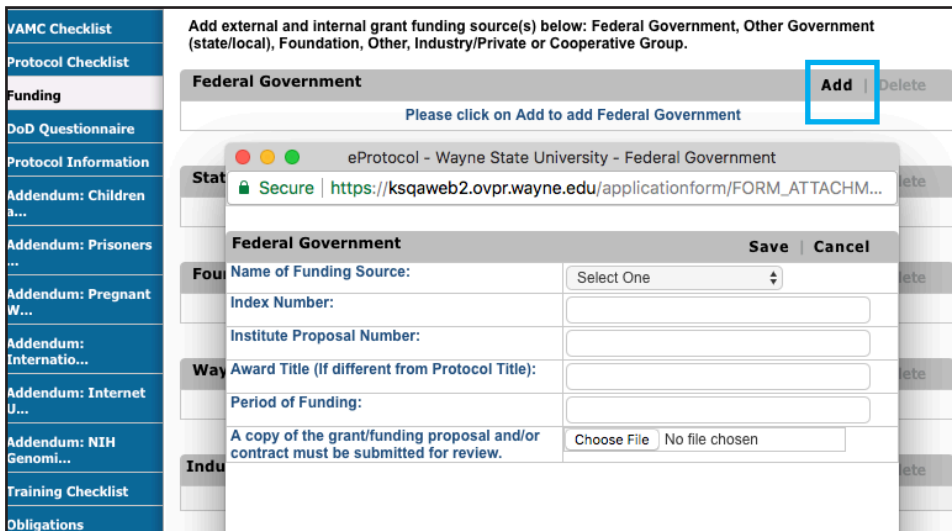 VAMC Checklist
Protocol Checklist
Funding
DoD Questionnaire
Protocol Information
Addendum: Children
a...
Addendum: Prisoners
...
Addendum: Pregnant
W...
Addendum:
Internatio...
Addendum: Internet
U...
Addendum: NIH
Genomi...
Training Checklist
Obligations
Add external and internal grant funding source(s) below: Federal Government, Other Government
(state/local), Foundation, Other, Industry/Private or Cooperative Group.
Federal Government Add | Delete
Please click on Add to add Federal Government
eProtocol - Wayne State University - Federal Government
Secure | https://ksqaweb2.ovpr.wayne.edu/applicationform/FORM_ATTACHM...
Federal Government Save | Cancel
Name of Funding Source: Select One
Index Number:
Institute Proposal Number:
Award Title (If different from Protocol Title):
Period of Funding:
A copy of the grant/funding proposal and/or
contract must be submitted for review.
Choose File No file chosen
Stat
Fou
Way
Indu